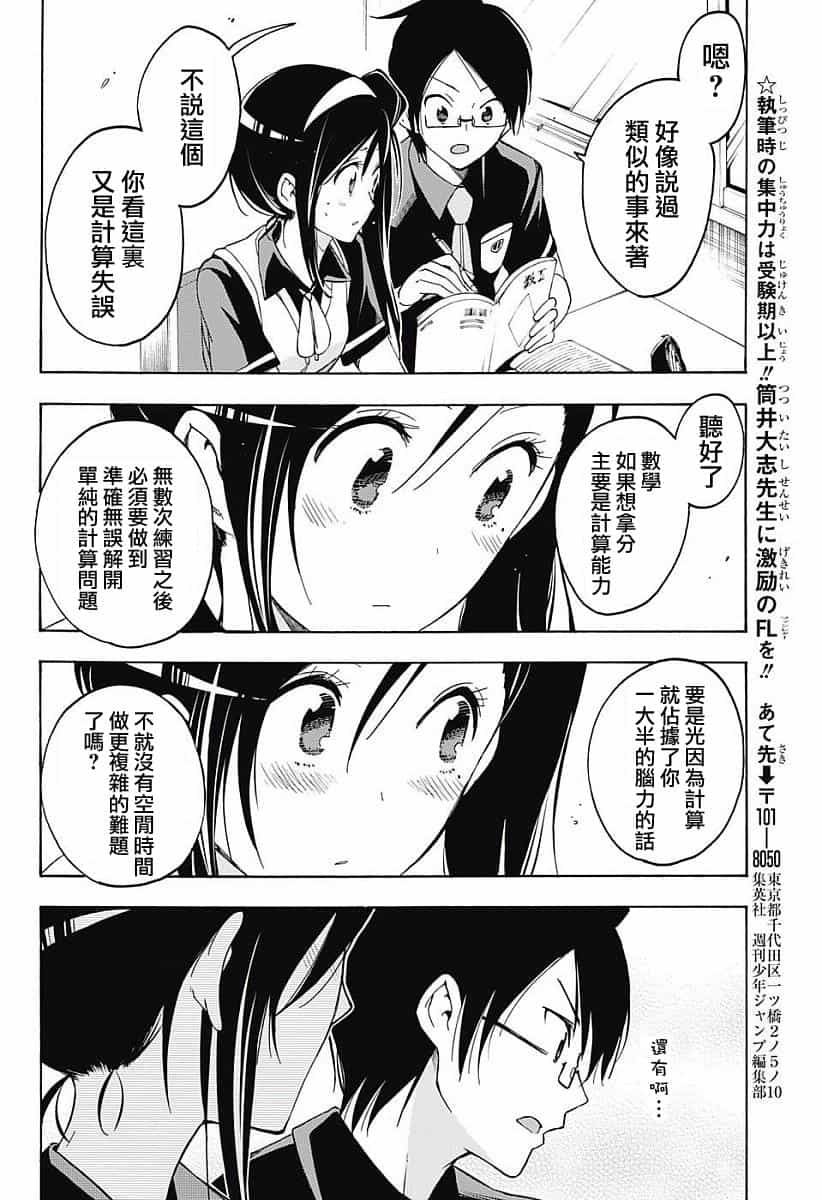 嗯?
好像說過
類似的事來著
不說這個
你看這裏
又是計算失誤
数I
聽好了
數學
如果想拿分
主要是計算能力
無數次練習之後
必須要做到
準確無誤解開
單純的計算問題
要是光因為計算
就佔據了你
一大半的腦力的話
不就沒有空閒時間
做更複雜的難題
了嗎?
還有啊…
☆執筆時の集中力は受験期以上!!筒井大志先生に激励のFLを!! あて先➡〒101―8050
東京都千代田区一ツ橋2ノ5ノ10
集英社 週刊少年ジャンプ編集部